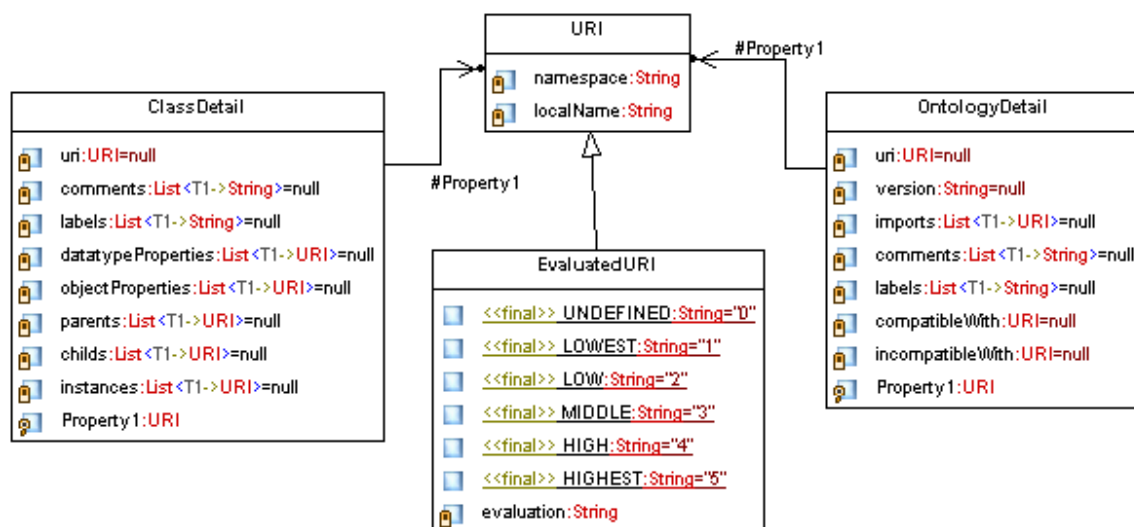 URI
namespace:String
localName:String
#Property1
#Property1
ClassDetail
uri:URI=null
comments:List<T1->String>=null
labels:List<T1->String>=null
datatypeProperties:List<T1->URI>=null
objectProperties:List<T1->URI>=null
parents:List<T1->URI>=null
childs:List<T1->URI>=null
instances:List<T1->URI>=null
Property1:URI
EvaluatedURI
<<final>> UNDEFINED:String="0"
<<final>> LOWEST:String="1"
<<final>> LOW:String="2"
<<final>> MIDDLE:String="3"
<<final>> HIGH:String="4"
<<final>> HIGHEST:String="5"
evaluation:String
OntologyDetail
uri:URI=null
version:String=null
imports:List<T1->URI>=null
comments:List<T1->String>=null
labels:List<T1->String>=null
compatibleWith:URI=null
incompatibleWith:URI=null
Property1:URI